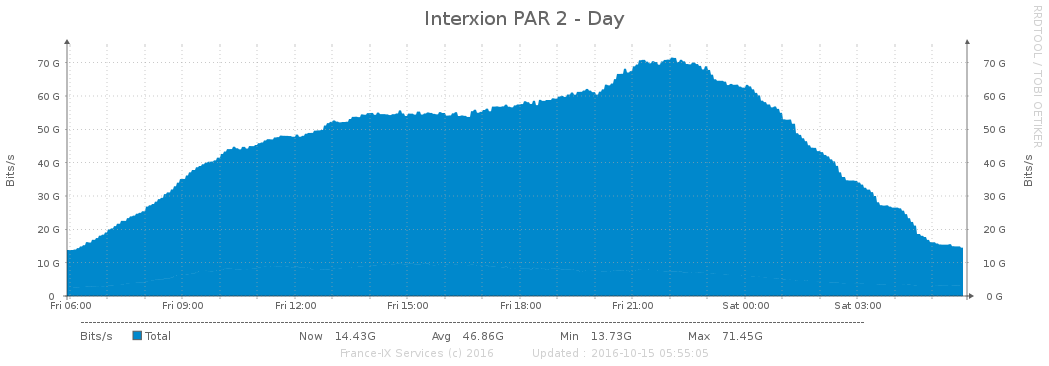 Interxion PAR 2 - Day
RRDTOOL / TOBI OETIKER
Bits/s
Bits/s
70 G 70 G
60 G 60 G
50 G 50 G
40 G 40 G
30 G 30 G
20 G 20 G
10 G 10 G
0 0 G
Fri 06:00 Fri 09:00 Fri 12:00 Fri 15:00 Fri 18:00 Fri 21:00 Sat 00:00 Sat 03:00
Bits/s Total Now 14.43G Avg 46.86G Min 13.73G Max 71.45G
France-IX Services (c) 2016 Updated : 2016-10-15 05:55:05